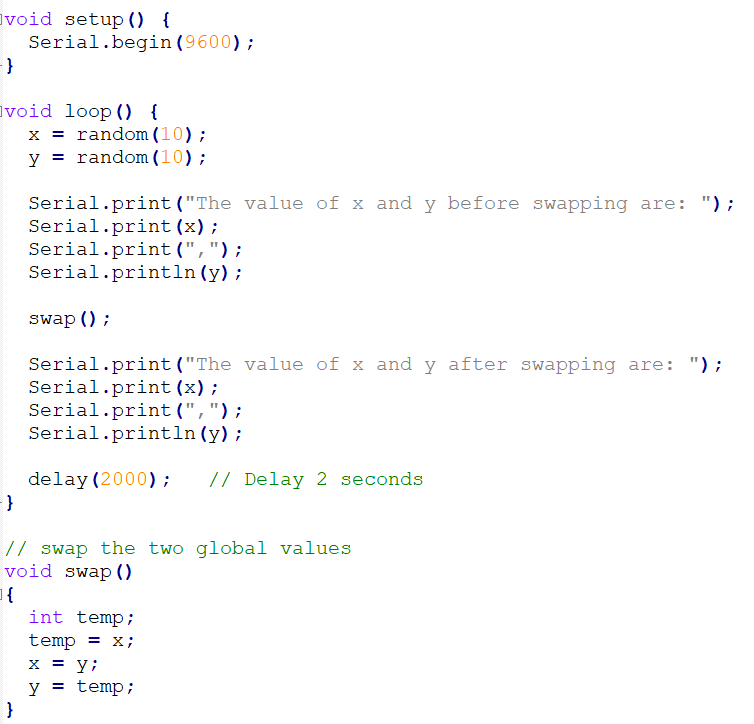 void setup() {
  Serial.begin(9600);
}

void loop() {
  x = random(10);
  y = random(10);

  Serial.print("The value of x and y before swapping are: ");
  Serial.print(x);
  Serial.print(",");
  Serial.println(y);

  swap();

  Serial.print("The value of x and y after swapping are: ");
  Serial.print(x);
  Serial.print(",");
  Serial.println(y);

  delay(2000);   // Delay 2 seconds
}

// swap the two global values
void swap()
{
  int temp;
  temp = x;
  x = y;
  y = temp;
}